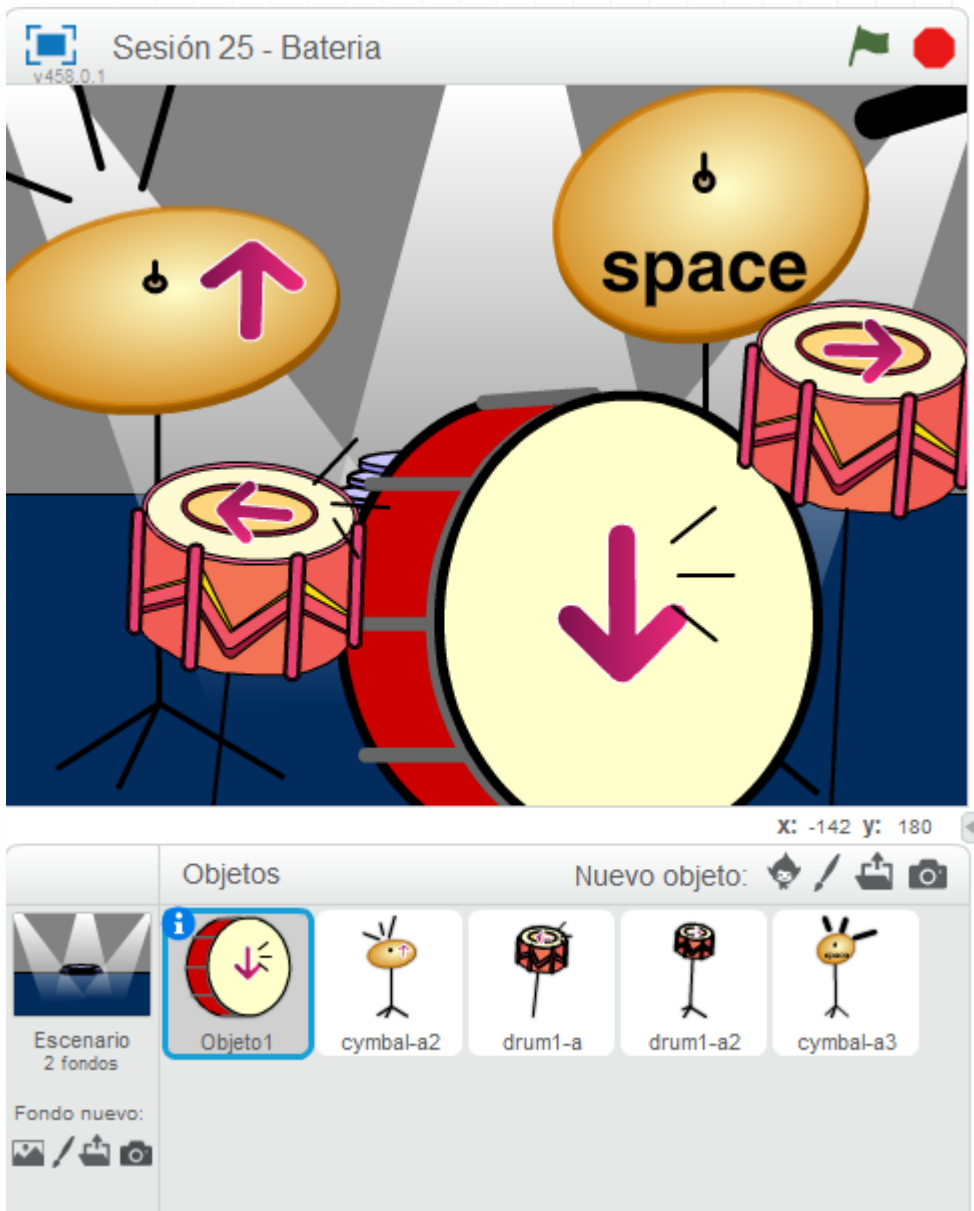 Sesión 25 - Bateria
v458.0.1
space
x: -142 y: 180
Objetos
Nuevo objeto:
Escenario
2 fondos
Fondo nuevo:
Objeto1
cymbal-a2
drum1-a
drum1-a2
cymbal-a3